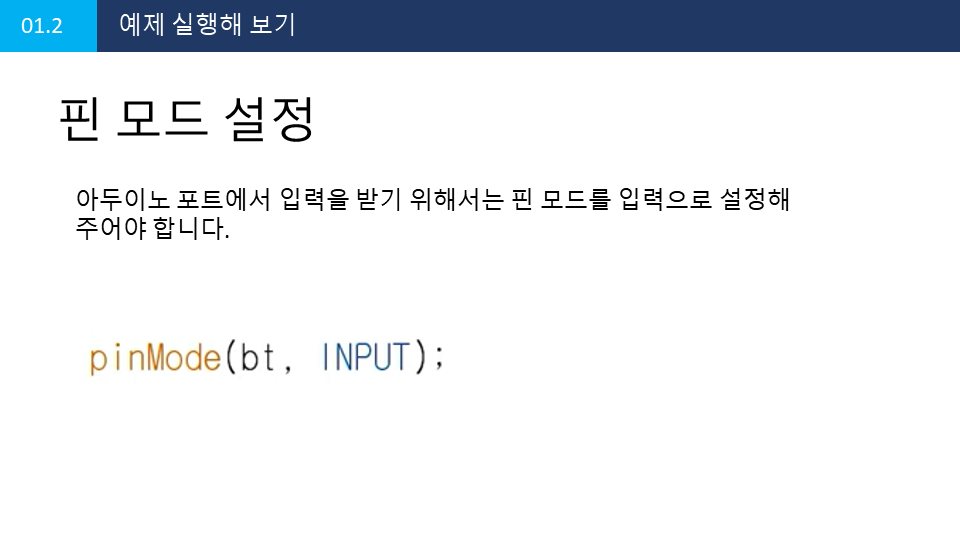 01.2
예제 실행해 보기
핀 모드 설정
아두이노 포트에서 입력을 받기 위해서는 핀 모드를 입력으로 설정해
주어야 합니다.
pinMode(bt, INPUT);